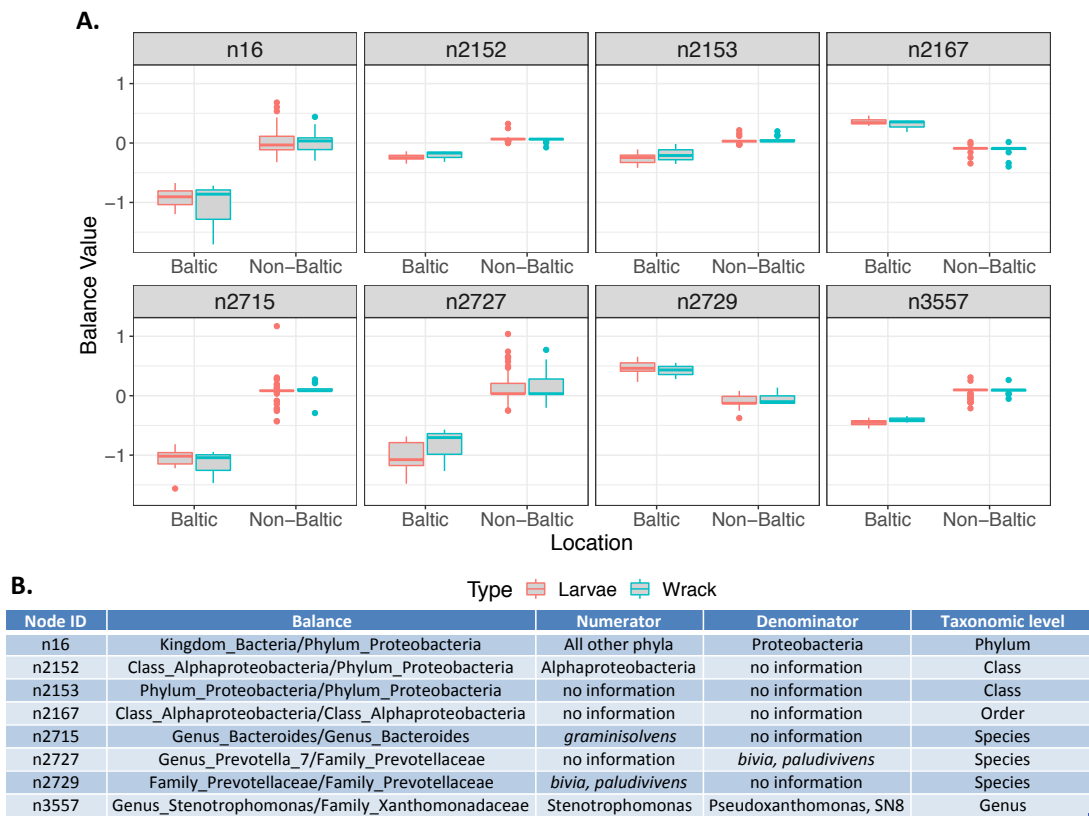 A.
n16 n2152 n2153 n2167
1
0
−1
Baltic Non−Baltic Baltic Non−Baltic Baltic Non−Baltic Baltic Non−Baltic
n2715 n2727 n2729 n3557
1
0
−1
Baltic Non−Baltic Baltic Non−Baltic Baltic Non−Baltic Baltic Non−Baltic
Balance Value
Location
B.
Type Larvae Wrack
Node ID Balance Numerator Denominator Taxonomic level
n16 Kingdom_Bacteria/Phylum_Proteobacteria All other phyla Proteobacteria Phylum
n2152 Class_Alphaproteobacteria/Phylum_Proteobacteria Alphaproteobacteria no information Class
n2153 Phylum_Proteobacteria/Phylum_Proteobacteria no information no information Class
n2167 Class_Alphaproteobacteria/Class_Alphaproteobacteria no information no information Order
n2715 Genus_Bacteroides/Genus_Bacteroides graminisolvens no information Species
n2727 Genus_Prevotella_7/Family_Prevotellaceae no information bivia, paludivivens Species
n2729 Family_Prevotellaceae/Family_Prevotellaceae bivia, paludivivens no information Species
n3557 Genus_Stenotrophomonas/Family_Xanthomonadaceae Stenotrophomonas Pseudoxanthomonas, SN8 Genus